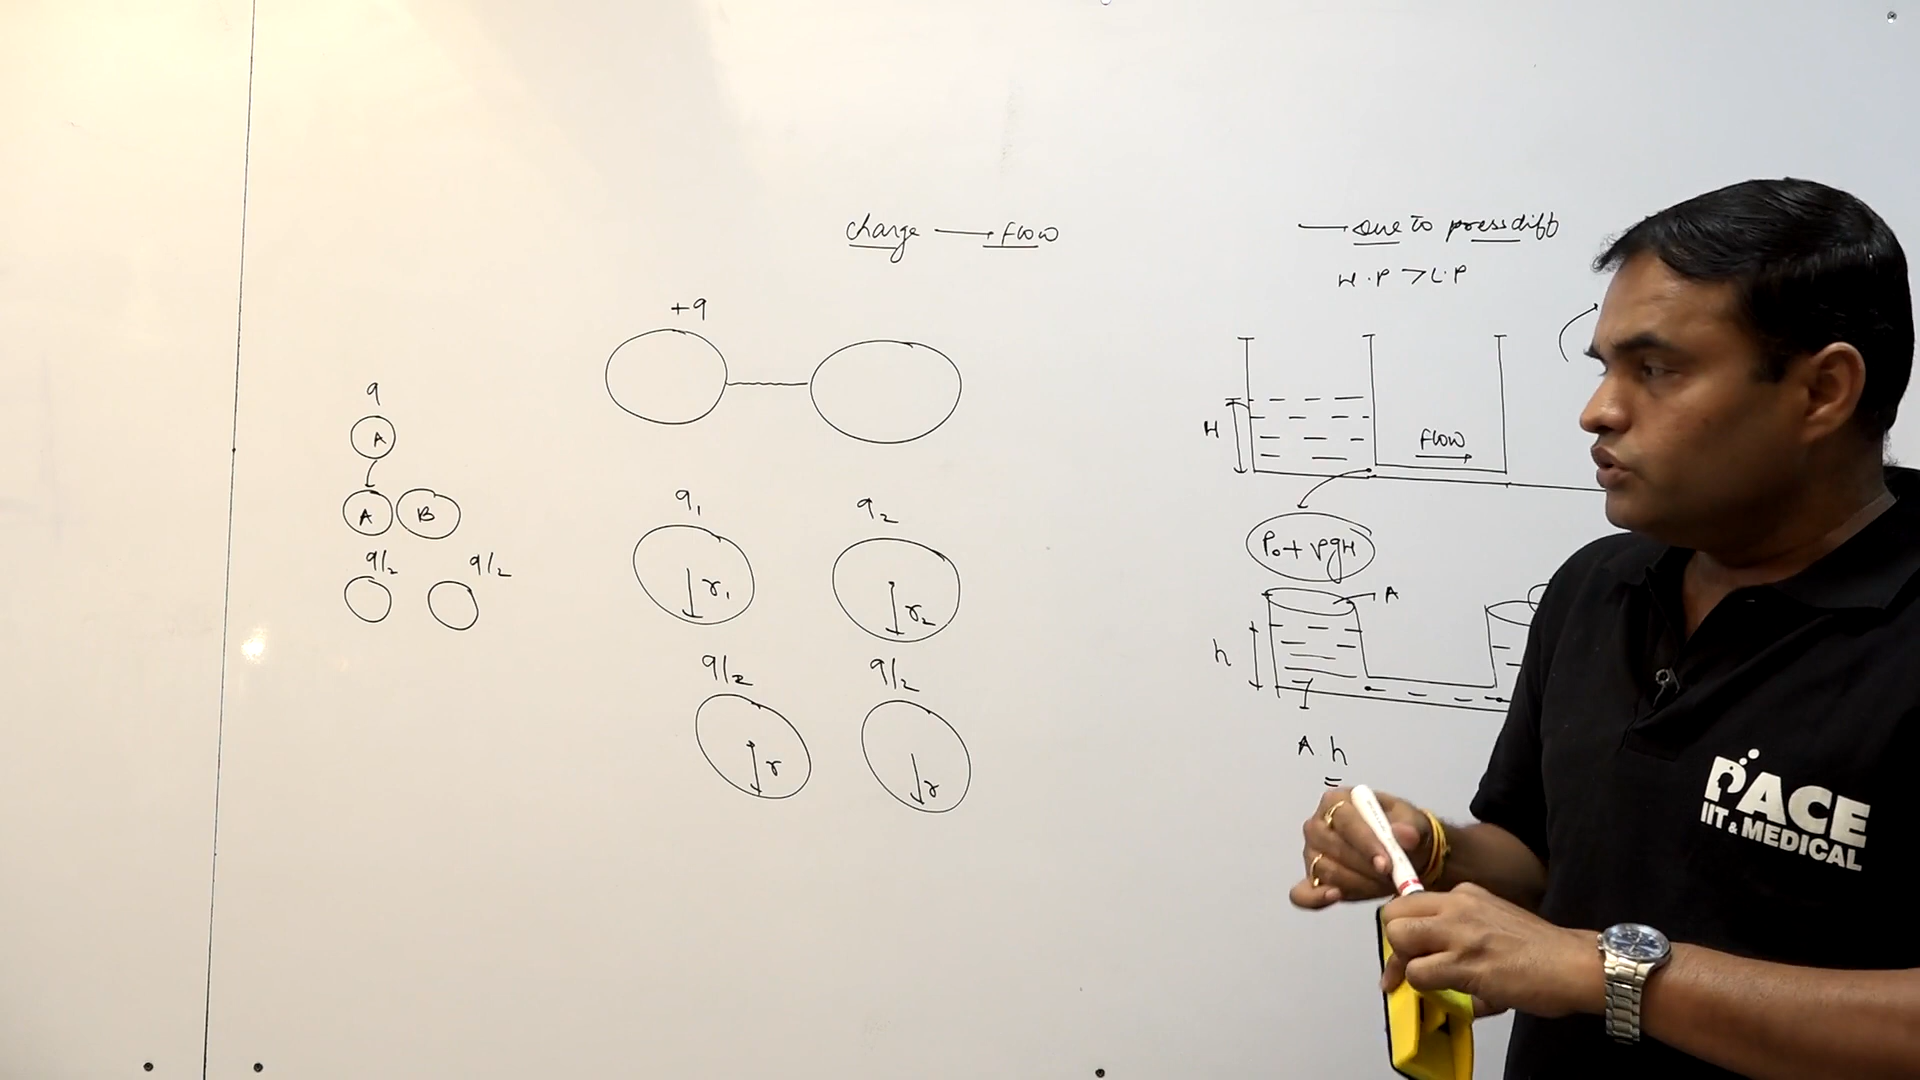 charge → flow
→ due to press diff
H.P > L.P
+q
q
A
A B
q/2 q/2
q1 q2
r1 r2
q/2 q/2
r r
H
flow
P₀ + ρgH
A
h
A h
=
PACE
IIT & MEDICAL